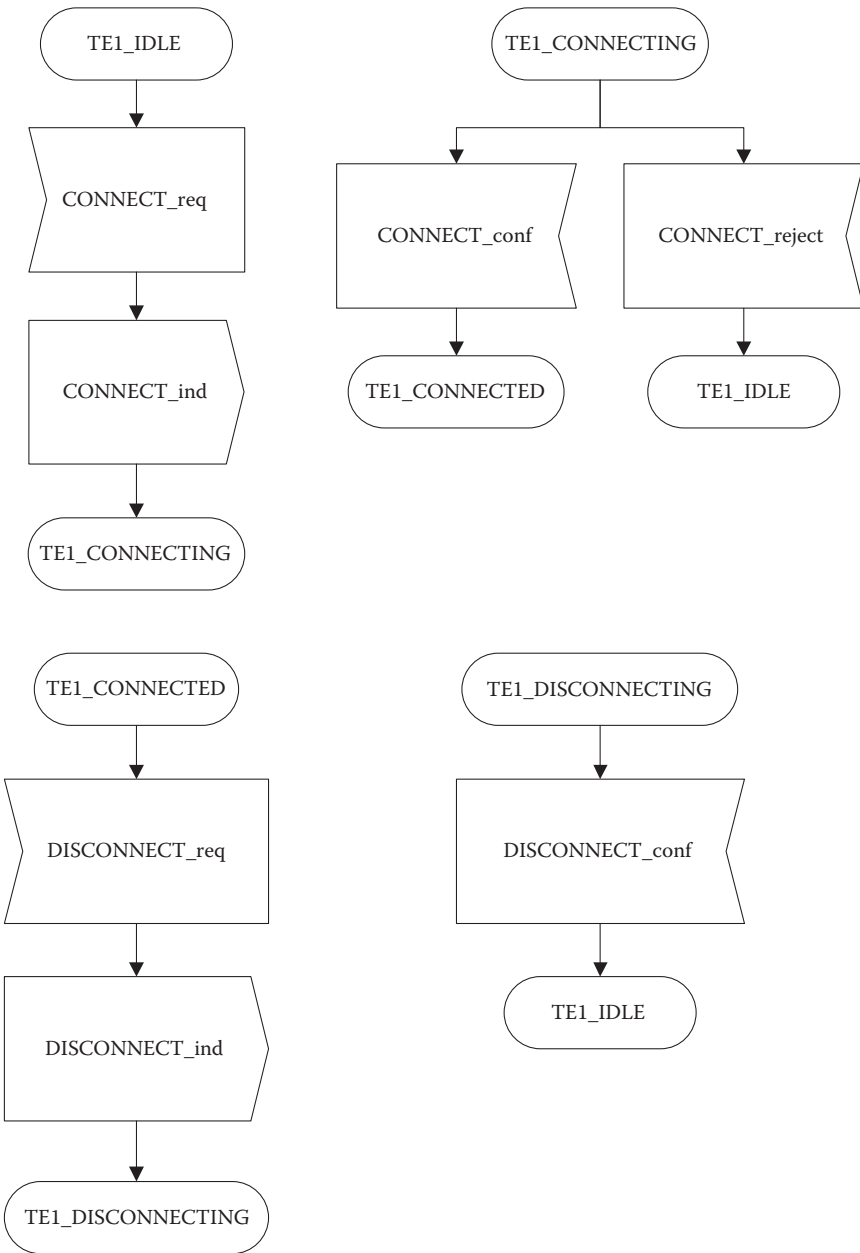 TE1_IDLE
CONNECT_req
CONNECT_ind
TE1_CONNECTING
TE1_CONNECTING
CONNECT_conf
CONNECT_reject
TE1_CONNECTED
TE1_IDLE
TE1_CONNECTED
DISCONNECT_req
DISCONNECT_ind
TE1_DISCONNECTING
TE1_DISCONNECTING
DISCONNECT_conf
TE1_IDLE